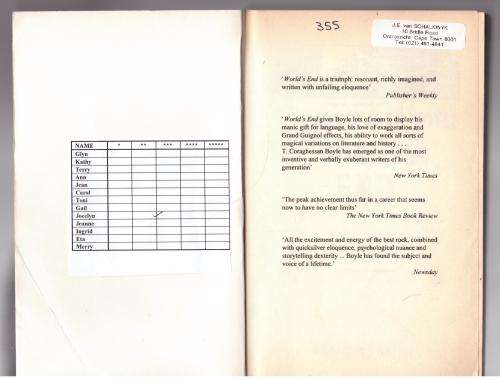 NAME * ** *** **** *****
Glyn
Kathy
Terry
Ann
Jean
Carol
Toni
Gail
Jocelyn ✓
Jeanne
Ingrid
Eta
Merry
355
J.E. van SCHALKWYK
10 Bridle Road
Oranjezicht, Cape Town 8001
Tel: (021) 461-4841
'World's End is a triumph: resonant, richly imagined, and
written with unfailing eloquence'
Publisher's Weekly
'World's End gives Boyle lots of room to display his
manic gift for language, his love of exaggeration and
Grand Guignol effects, his ability to work all sorts of
magical variations on literature and history . . .
T. Coraghessan Boyle has emerged as one of the most
inventive and verbally exuberant writers of his
generation'
New York Times
'The peak achievement thus far in a career that seems
now to have no clear limits'
The New York Times Book Review
'All the excitement and energy of the best rock, combined
with quicksilver eloquence, psychological nuance and
storytelling dexterity ... Boyle has found the subject and
voice of a lifetime.'
Newsday